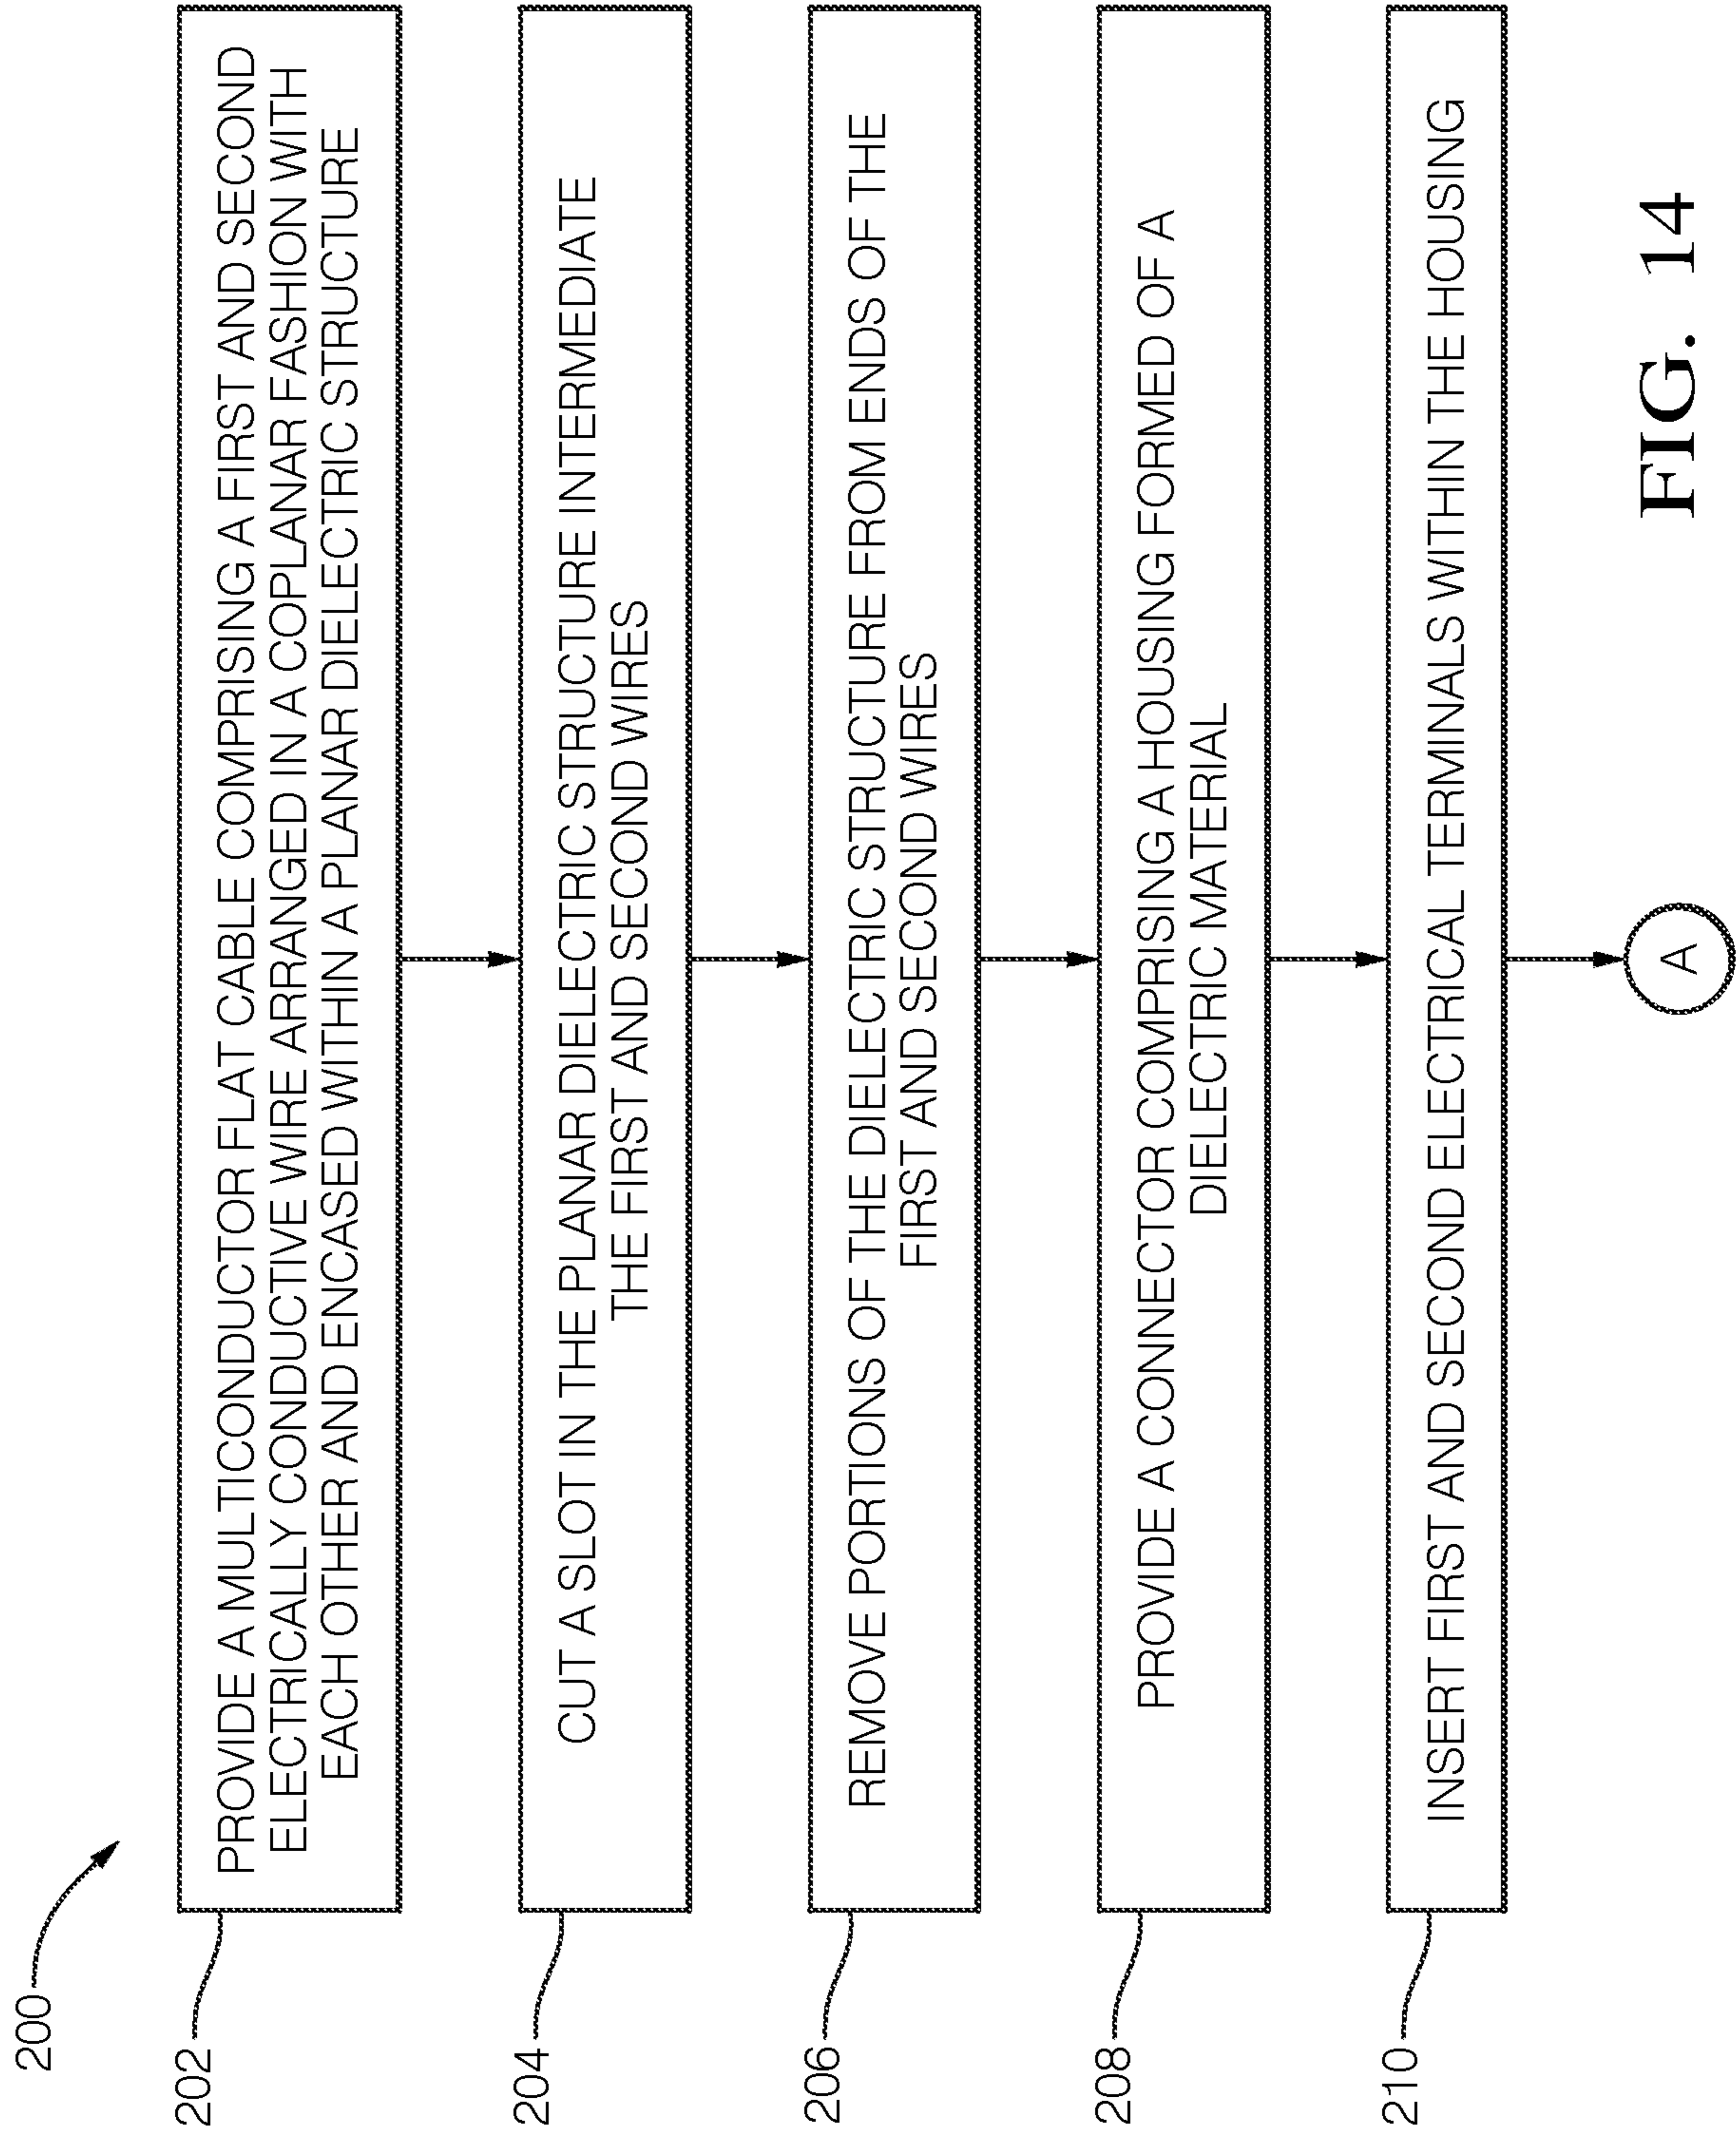 200
202
PROVIDE A MULTICONDUCTOR FLAT CABLE COMPRISING A FIRST AND SECOND
ELECTRICALLY CONDUCTIVE WIRE ARRANGED IN A COPLANAR FASHION WITH
EACH OTHER AND ENCASED WITHIN A PLANAR DIELECTRIC STRUCTURE
204
CUT A SLOT IN THE PLANAR DIELECTRIC STRUCTURE INTERMEDIATE
THE FIRST AND SECOND WIRES
206
REMOVE PORTIONS OF THE DIELECTRIC STRUCTURE FROM ENDS OF THE
FIRST AND SECOND WIRES
208
PROVIDE A CONNECTOR COMPRISING A HOUSING FORMED OF A
DIELECTRIC MATERIAL
210
INSERT FIRST AND SECOND ELECTRICAL TERMINALS WITHIN THE HOUSING
A
FIG. 14